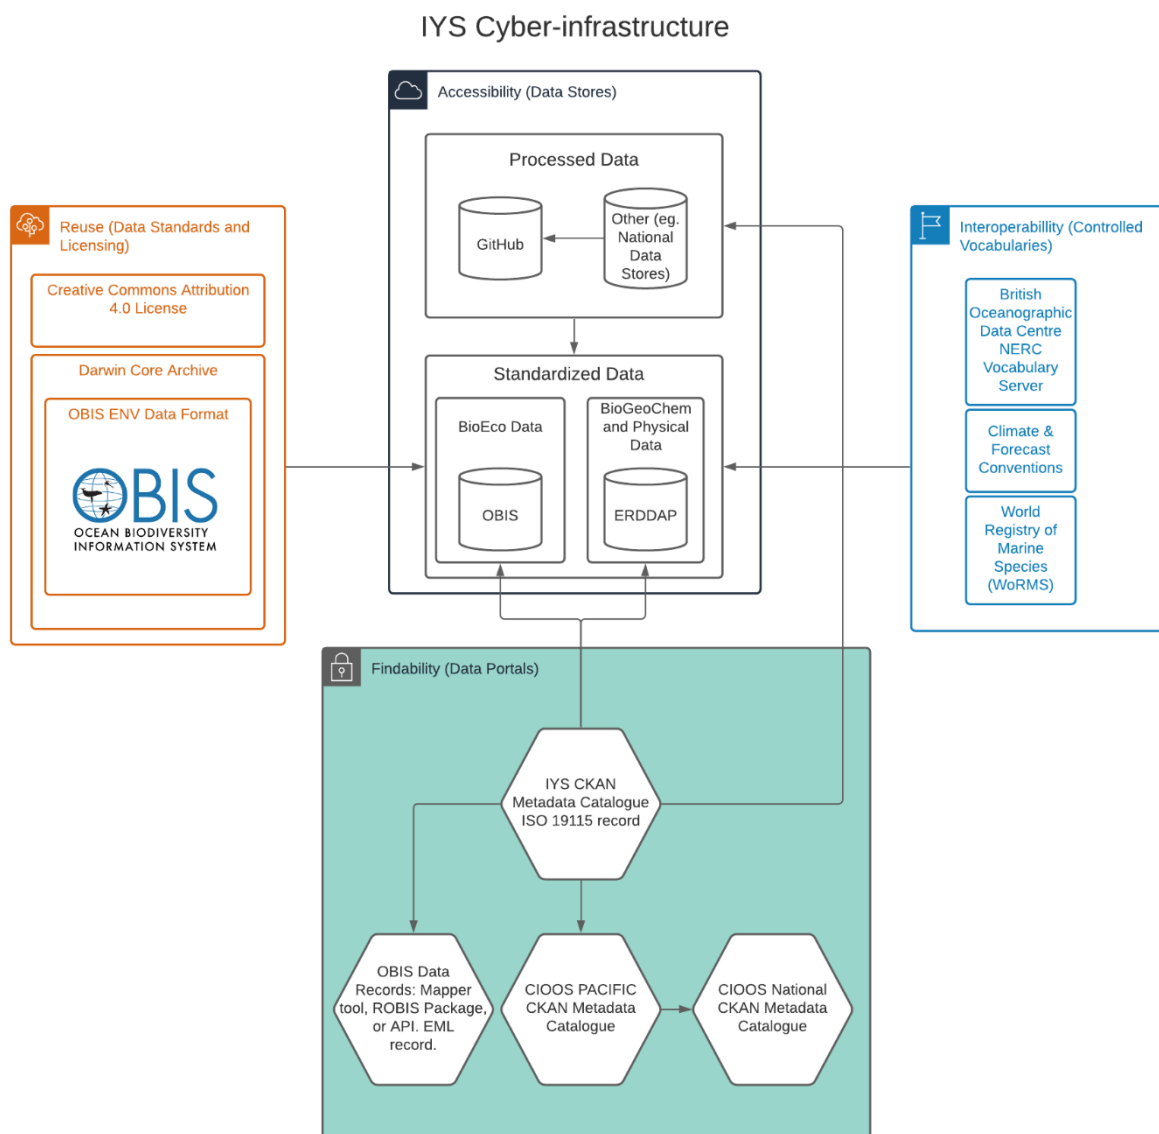 IYS Cyber-infrastructure
Accessibility (Data Stores)
Processed Data
GitHub
Other (eg.
National
Data
Stores)
Reuse (Data Standards and
Licensing)
Creative Commons Attribution
4.0 License
Darwin Core Archive
OBIS ENV Data Format
OBIS
OCEAN BIODIVERSITY
INFORMATION SYSTEM
Standardized Data
BioEco Data
OBIS
BioGeoChem
and Physical
Data
ERDDAP
Interoperabillity (Controlled
Vocabularies)
British
Oceanographic
Data Centre
NERC
Vocabulary
Server
Climate &
Forecast
Conventions
World
Registry of
Marine
Species
(WoRMS)
Findability (Data Portals)
IYS CKAN
Metadata Catalogue
ISO 19115 record
OBIS Data
Records: Mapper
tool, ROBIS Package,
or API. EML
record.
CIOOS PACIFIC
CKAN Metadata
Catalogue
CIOOS National
CKAN Metadata
Catalogue